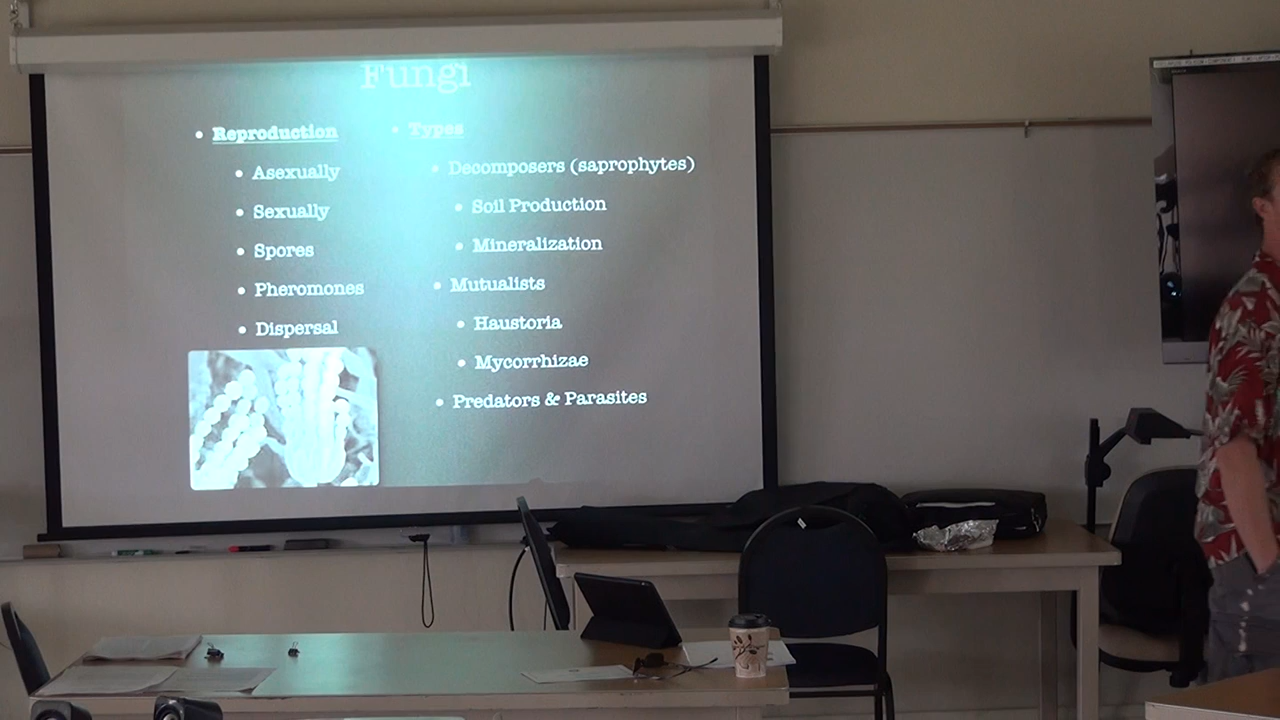 Fungi
• Reproduction
• Asexually
• Sexually
• Spores
• Pheromones
• Dispersal
• Types
• Decomposers (saprophytes)
• Soil Production
• Mineralization
• Mutualists
• Haustoria
• Mycorrhizae
• Predators & Parasites